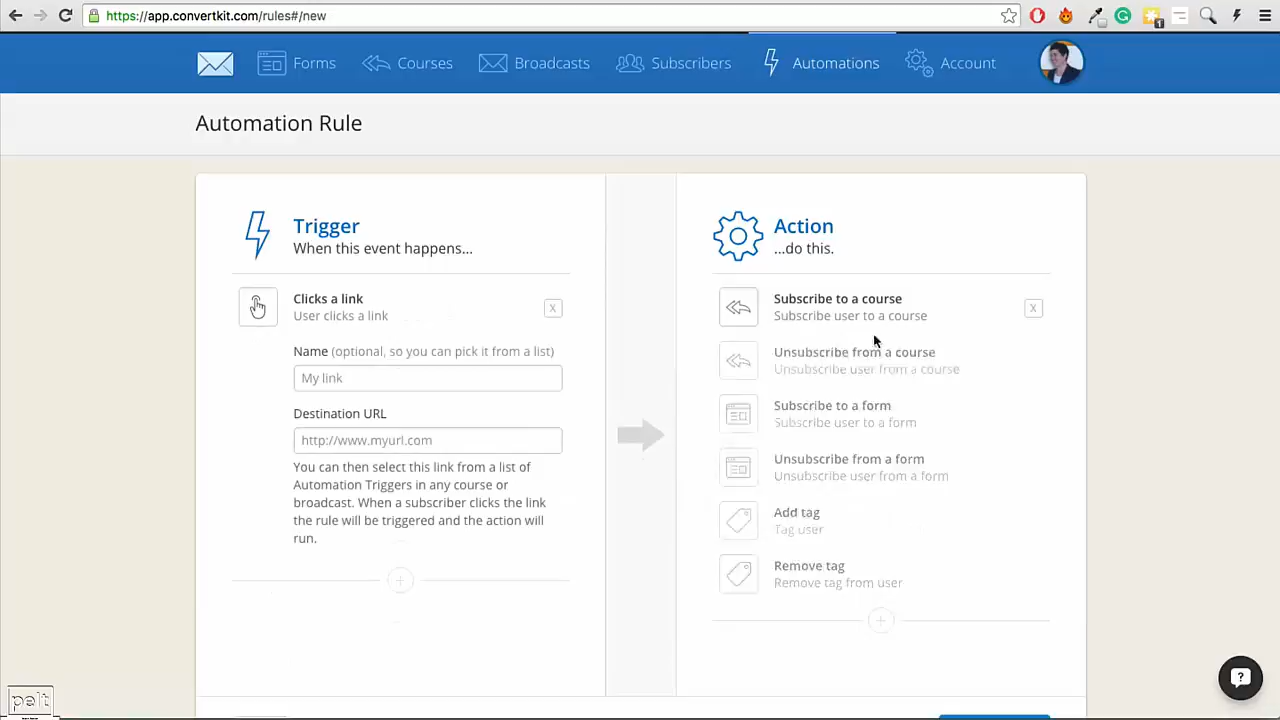 https://app.convertkit.com/rules#/new
1
Forms
Courses
Broadcasts
Subscribers
Automations
Account
Automation Rule
Trigger
When this event happens...
Clicks a link
User clicks a link
X
Name (optional, so you can pick it from a list)
My link
Destination URL
http://www.myurl.com
You can then select this link from a list of
Automation Triggers in any course or
broadcast. When a subscriber clicks the link
the rule will be triggered and the action will
run.
Action
...do this.
Subscribe to a course
Subscribe user to a course
X
Unsubscribe from a course
Unsubscribe user from a course
Subscribe to a form
Subscribe user to a form
Unsubscribe from a form
Unsubscribe user from a form
Add tag
Tag user
Remove tag
Remove tag from user